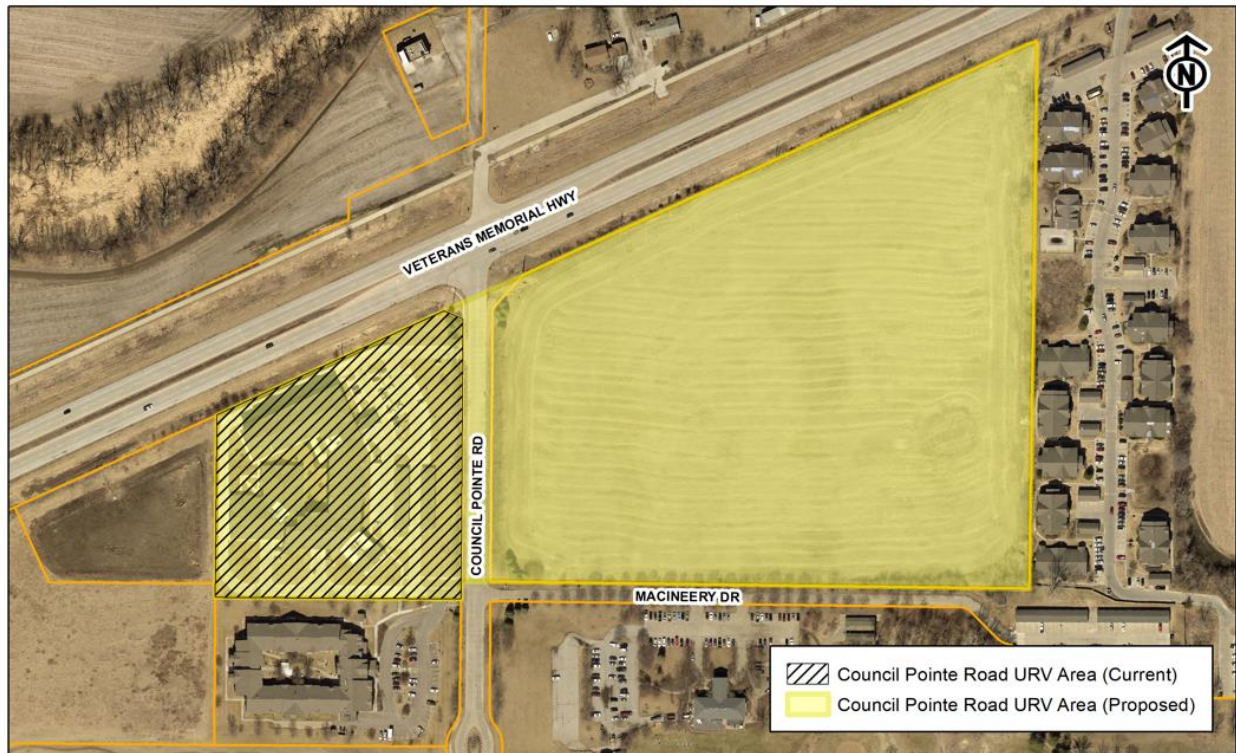 N
VETERANS MEMORIAL HWY
COUNCIL POINTE RD
MACINEERY DR
Council Pointe Road URV Area (Current)
Council Pointe Road URV Area (Proposed)